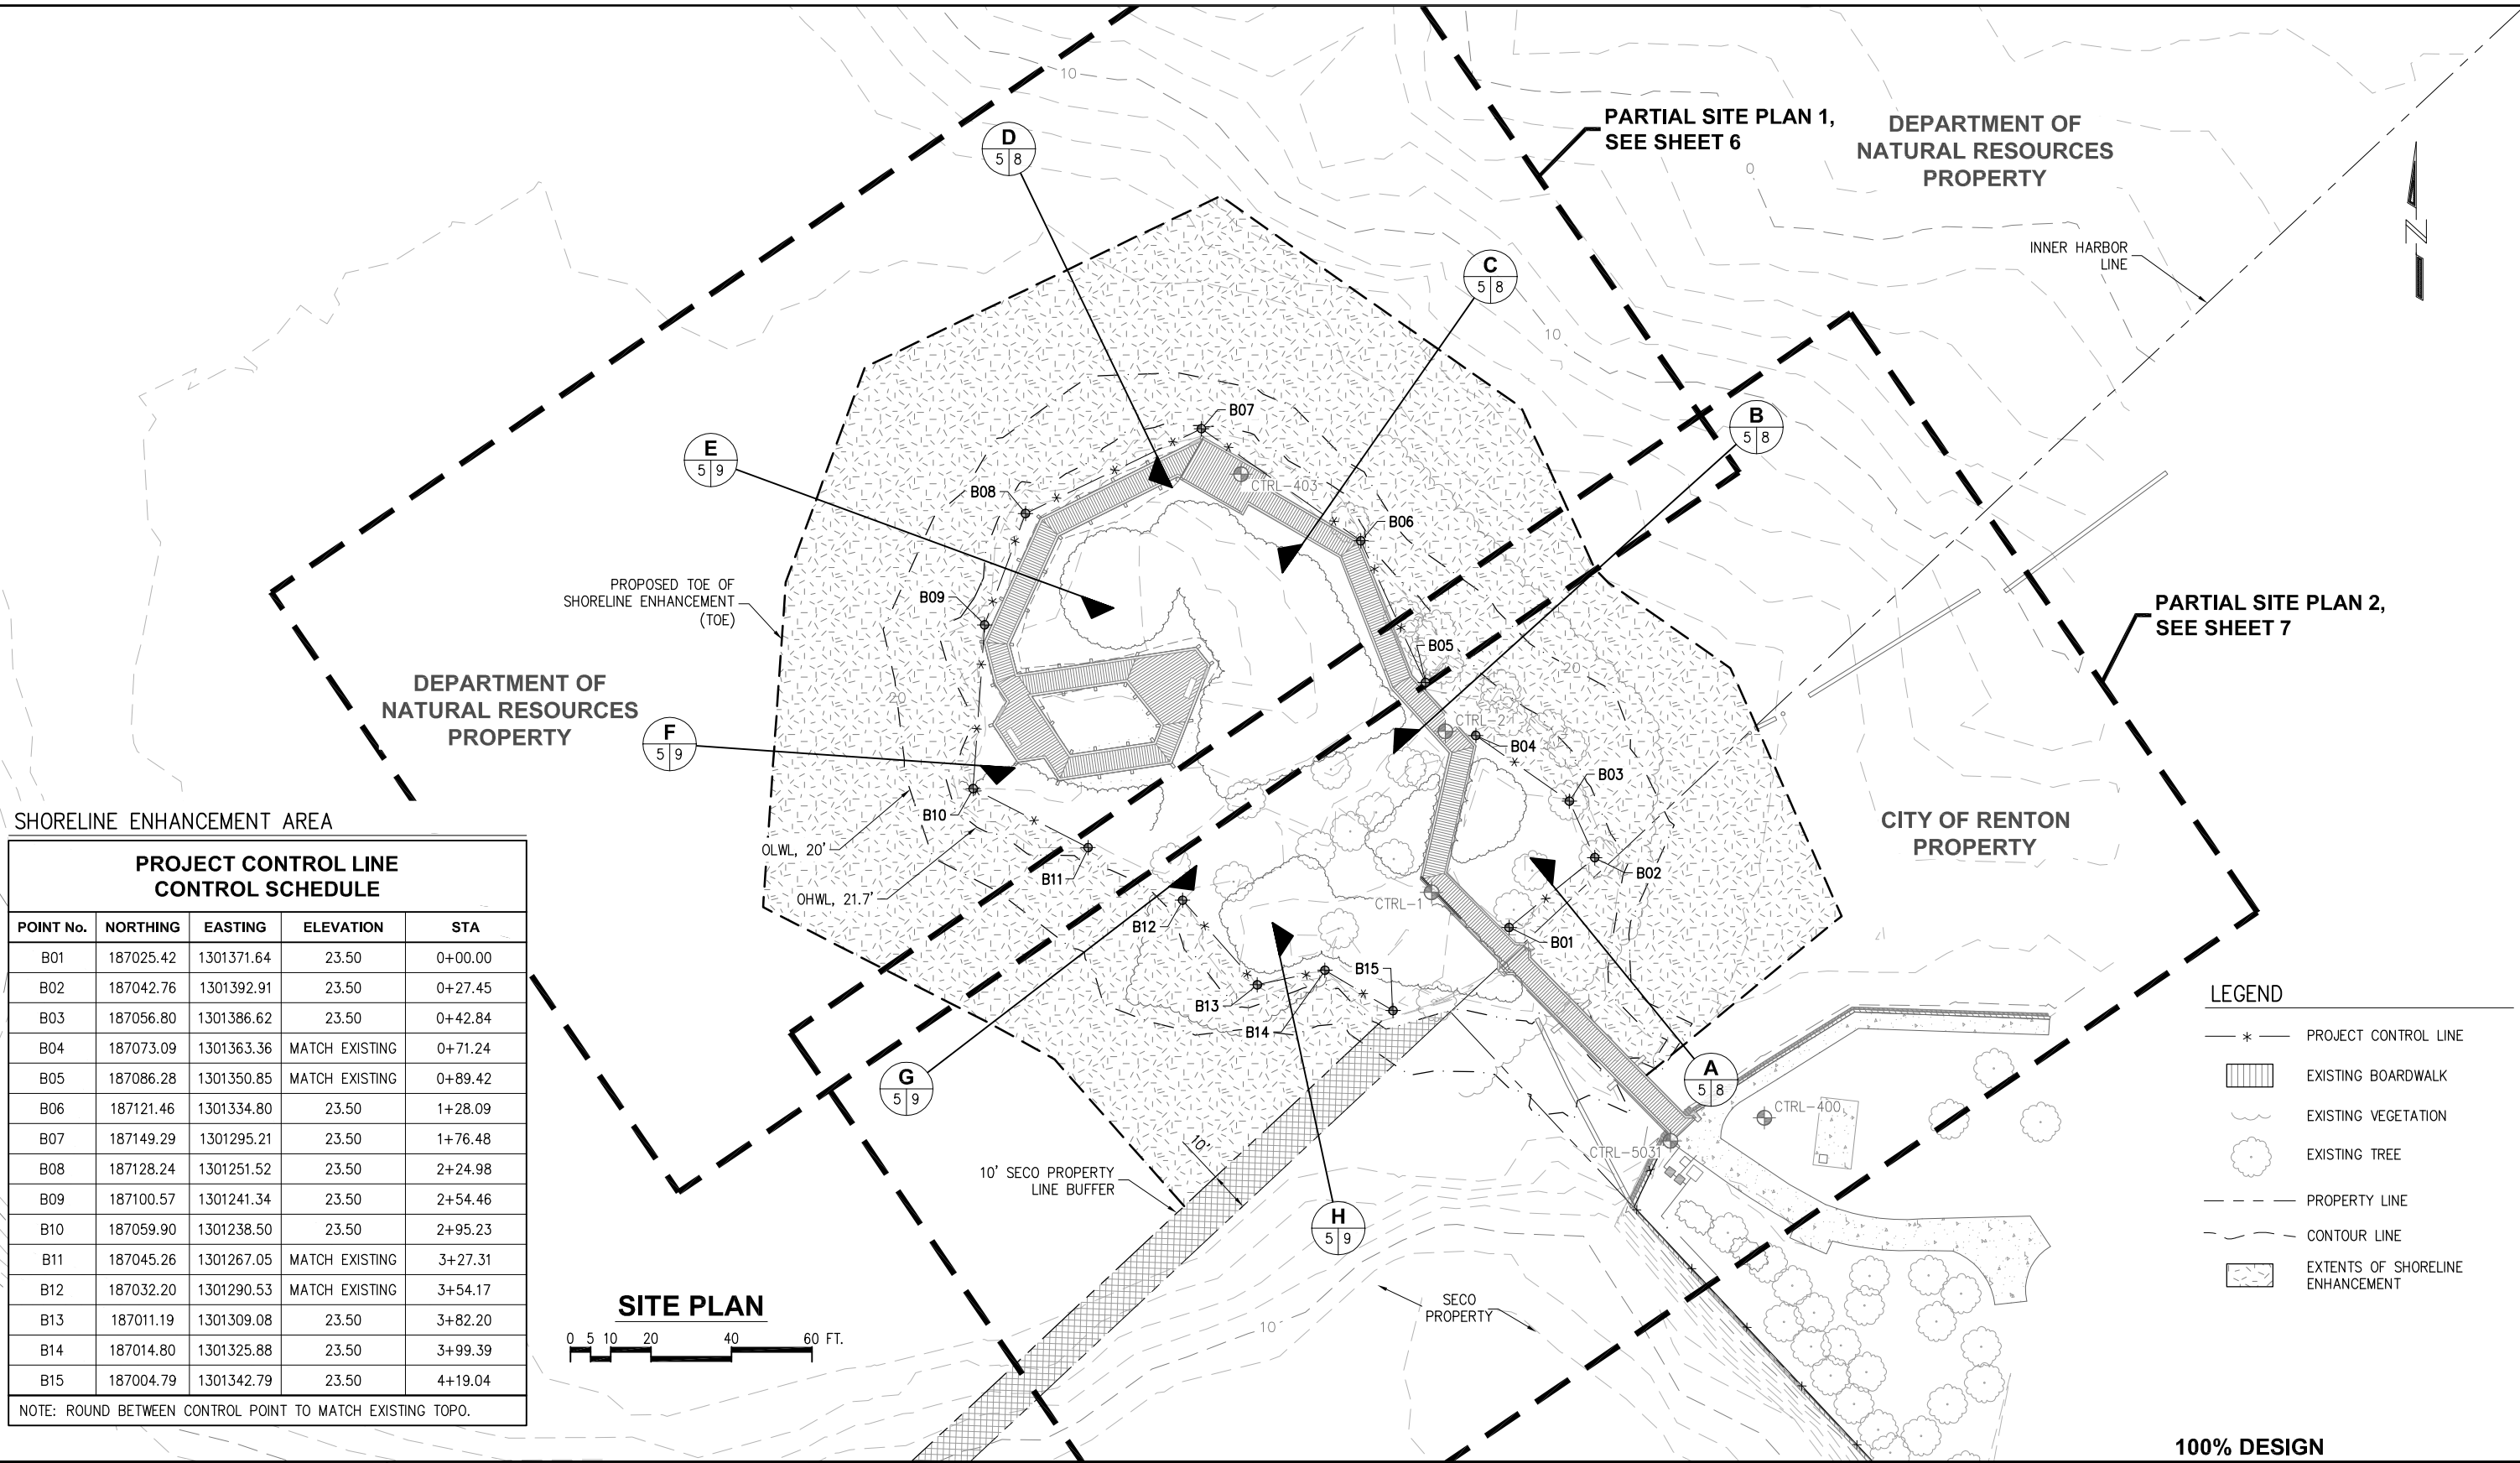 10
PARTIAL SITE PLAN 1,
SEE SHEET 6
DEPARTMENT OF
NATURAL RESOURCES
PROPERTY
0
D
5 8
C
5 8
INNER HARBOR
LINE
10
B
5 8
E
5 9
B07
CTRL-403
B08
B06
PROPOSED TOE OF
SHORELINE ENHANCEMENT
(TOE)
B09
B05
20
PARTIAL SITE PLAN 2,
SEE SHEET 7
DEPARTMENT OF
NATURAL RESOURCES
PROPERTY
20
F
5 9
CTRL-2
B04
B03
B10
OLWL, 20'
B11
OHWL, 21.7'
B02
CTRL-1
B12
B01
CITY OF RENTON
PROPERTY
B15
B13
B14
G
5 9
A
5 8
CTRL-400
CTRL-5031
10'
10' SECO PROPERTY
LINE BUFFER
H
5 9
SECO
PROPERTY
10
SHORELINE ENHANCEMENT AREA
PROJECT CONTROL LINE
CONTROL SCHEDULE
POINT No. NORTHING EASTING ELEVATION STA
B01 187025.42 1301371.64 23.50 0+00.00
B02 187042.76 1301392.91 23.50 0+27.45
B03 187056.80 1301386.62 23.50 0+42.84
B04 187073.09 1301363.36 MATCH EXISTING 0+71.24
B05 187086.28 1301350.85 MATCH EXISTING 0+89.42
B06 187121.46 1301334.80 23.50 1+28.09
B07 187149.29 1301295.21 23.50 1+76.48
B08 187128.24 1301251.52 23.50 2+24.98
B09 187100.57 1301241.34 23.50 2+54.46
B10 187059.90 1301238.50 23.50 2+95.23
B11 187045.26 1301267.05 MATCH EXISTING 3+27.31
B12 187032.20 1301290.53 MATCH EXISTING 3+54.17
B13 187011.19 1301309.08 23.50 3+82.20
B14 187014.80 1301325.88 23.50 3+99.39
B15 187004.79 1301342.79 23.50 4+19.04
NOTE: ROUND BETWEEN CONTROL POINT TO MATCH EXISTING TOPO.
SITE PLAN
0 5 10 20 40 60 FT.
N
LEGEND
PROJECT CONTROL LINE
EXISTING BOARDWALK
EXISTING VEGETATION
EXISTING TREE
PROPERTY LINE
CONTOUR LINE
EXTENTS OF SHORELINE
ENHANCEMENT
100% DESIGN